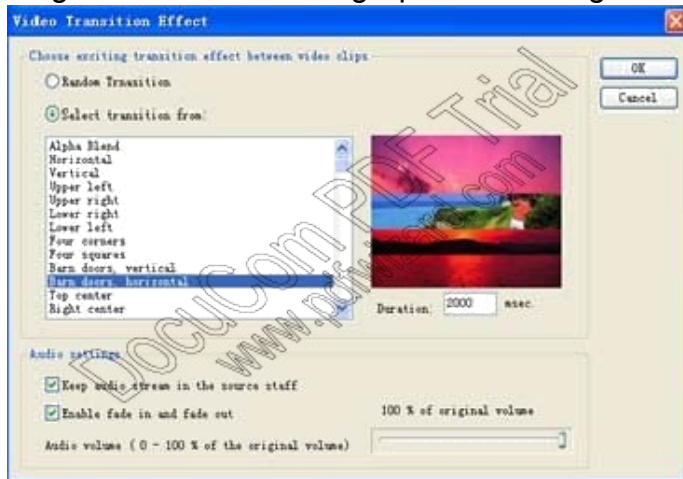 Video Transition Effect
Choose exciting transition effect between video clips
Random Transition
Select transition from:
Alpha Blend
Horizontal
Vertical
Upper left
Upper right
Lower right
Lower left
Four corners
Four squares
Barn doors, vertical
Barn doors, horizontal
Top center
Right center
Duration: 2000 msec.
OK
Cancel
Audio settings
Keep audio stream in the source staff
Enable fade in and fade out
Audio volume ( 0 - 100 % of the original volume)
100 % of original volume
DocuCom PDF Trial
www.pdfwizard.com